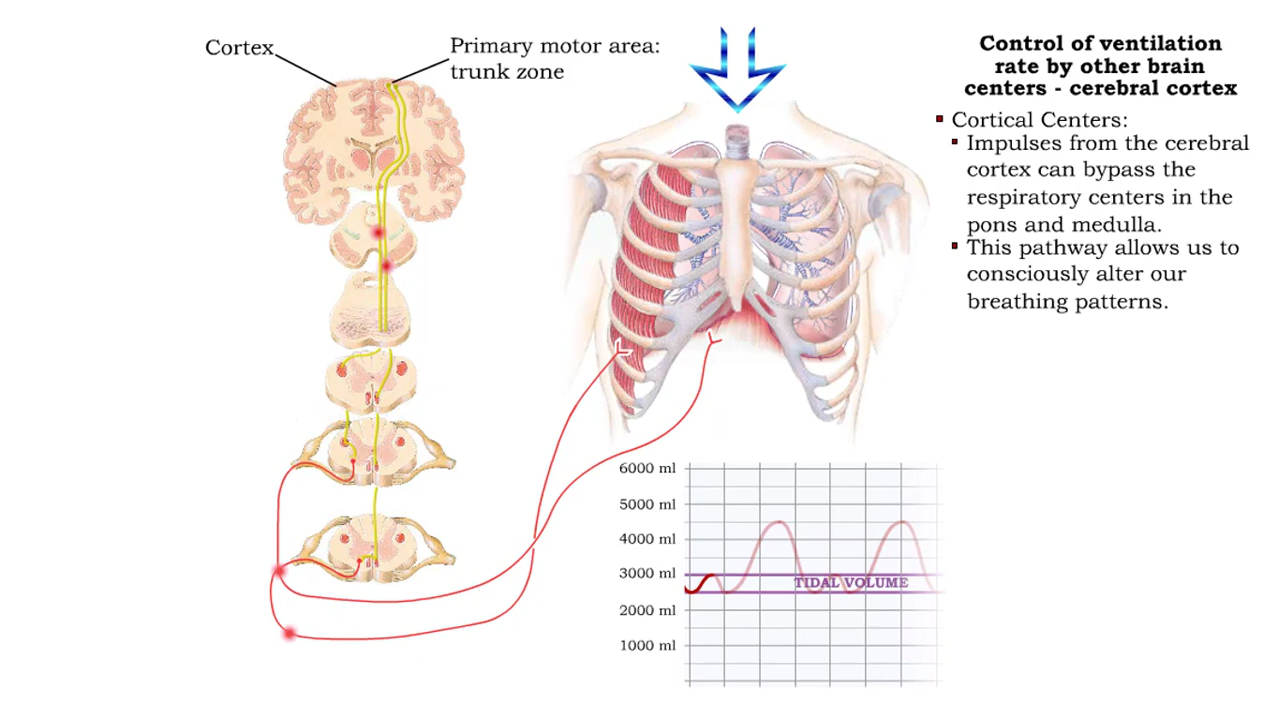 Cortex
Primary motor area:
trunk zone
Control of ventilation
rate by other brain
centers - cerebral cortex
Cortical Centers:
Impulses from the cerebral
cortex can bypass the
respiratory centers in the
pons and medulla.
This pathway allows us to
consciously alter our
breathing patterns.
6000 ml
5000 ml
4000 ml
3000 ml
TIDAL VOLUME
2000 ml
1000 ml